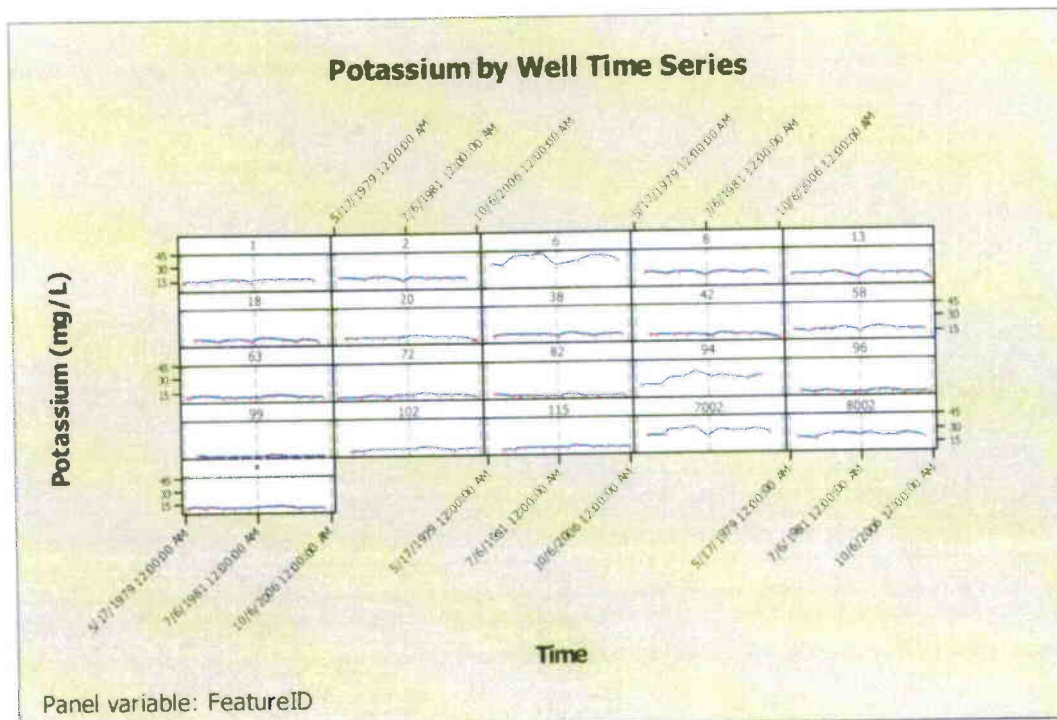 Potassium by Well Time Series
5/17/1979 12:00:00 AM
7/6/1981 12:00:00 AM
10/6/2006 12:00:00 AM
5/17/1979 12:00:00 AM
7/6/1981 12:00:00 AM
10/6/2006 12:00:00 AM
1 2 6 8 13
45
30
15
18 20 38 42 58
45
30
15
63 72 82 94 96
45
30
15
99 102 115 7002 8002
45
30
15
*
45
30
15
5/17/1979 12:00:00 AM
7/6/1981 12:00:00 AM
10/6/2006 12:00:00 AM
5/17/1979 12:00:00 AM
7/6/1981 12:00:00 AM
10/6/2006 12:00:00 AM
5/17/1979 12:00:00 AM
7/6/1981 12:00:00 AM
10/6/2006 12:00:00 AM
Potassium (mg/L)
Time
Panel variable: FeatureID